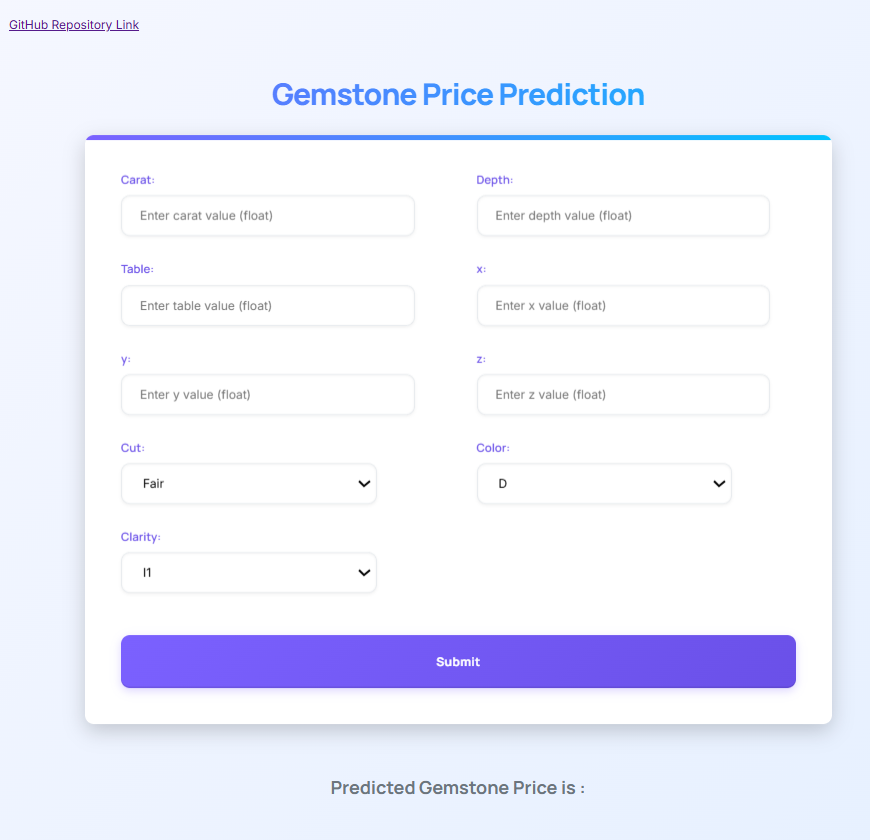 GitHub Repository Link
Gemstone Price Prediction
Carat:
Depth:
Enter carat value (float)
Enter depth value (float)
Table:
x:
Enter table value (float)
Enter x value (float)
y:
z:
Enter y value (float)
Enter z value (float)
Cut:
Color:
Fair
D
Clarity:
I1
Submit
Predicted Gemstone Price is :